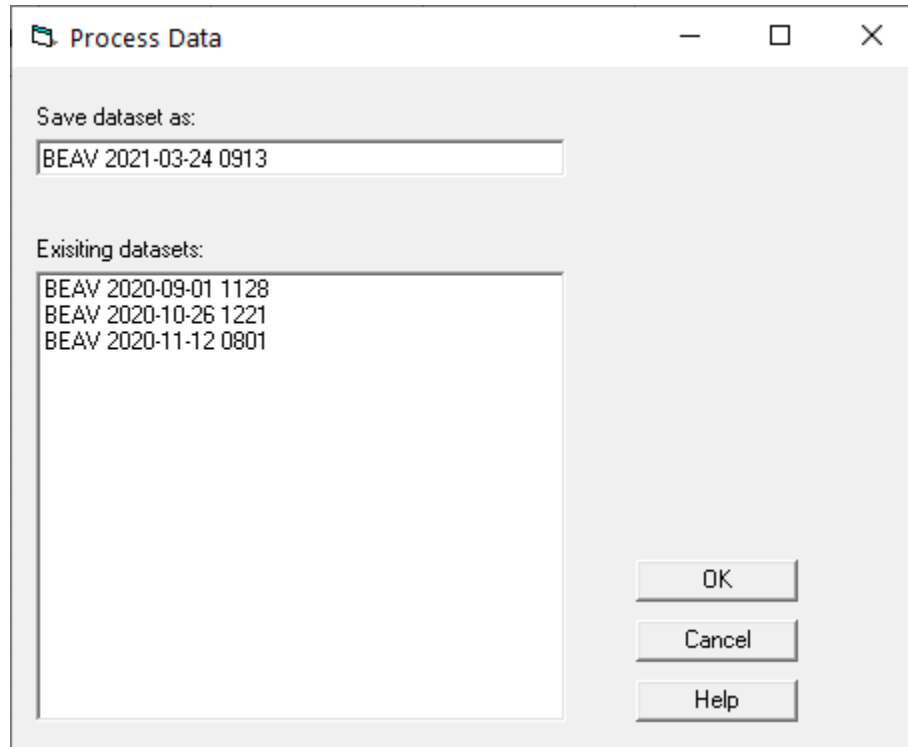 Process Data
Save dataset as:
BEAV 2021-03-24 0913
Exisiting datasets:
BEAV 2020-09-01 1128
BEAV 2020-10-26 1221
BEAV 2020-11-12 0801
OK
Cancel
Help